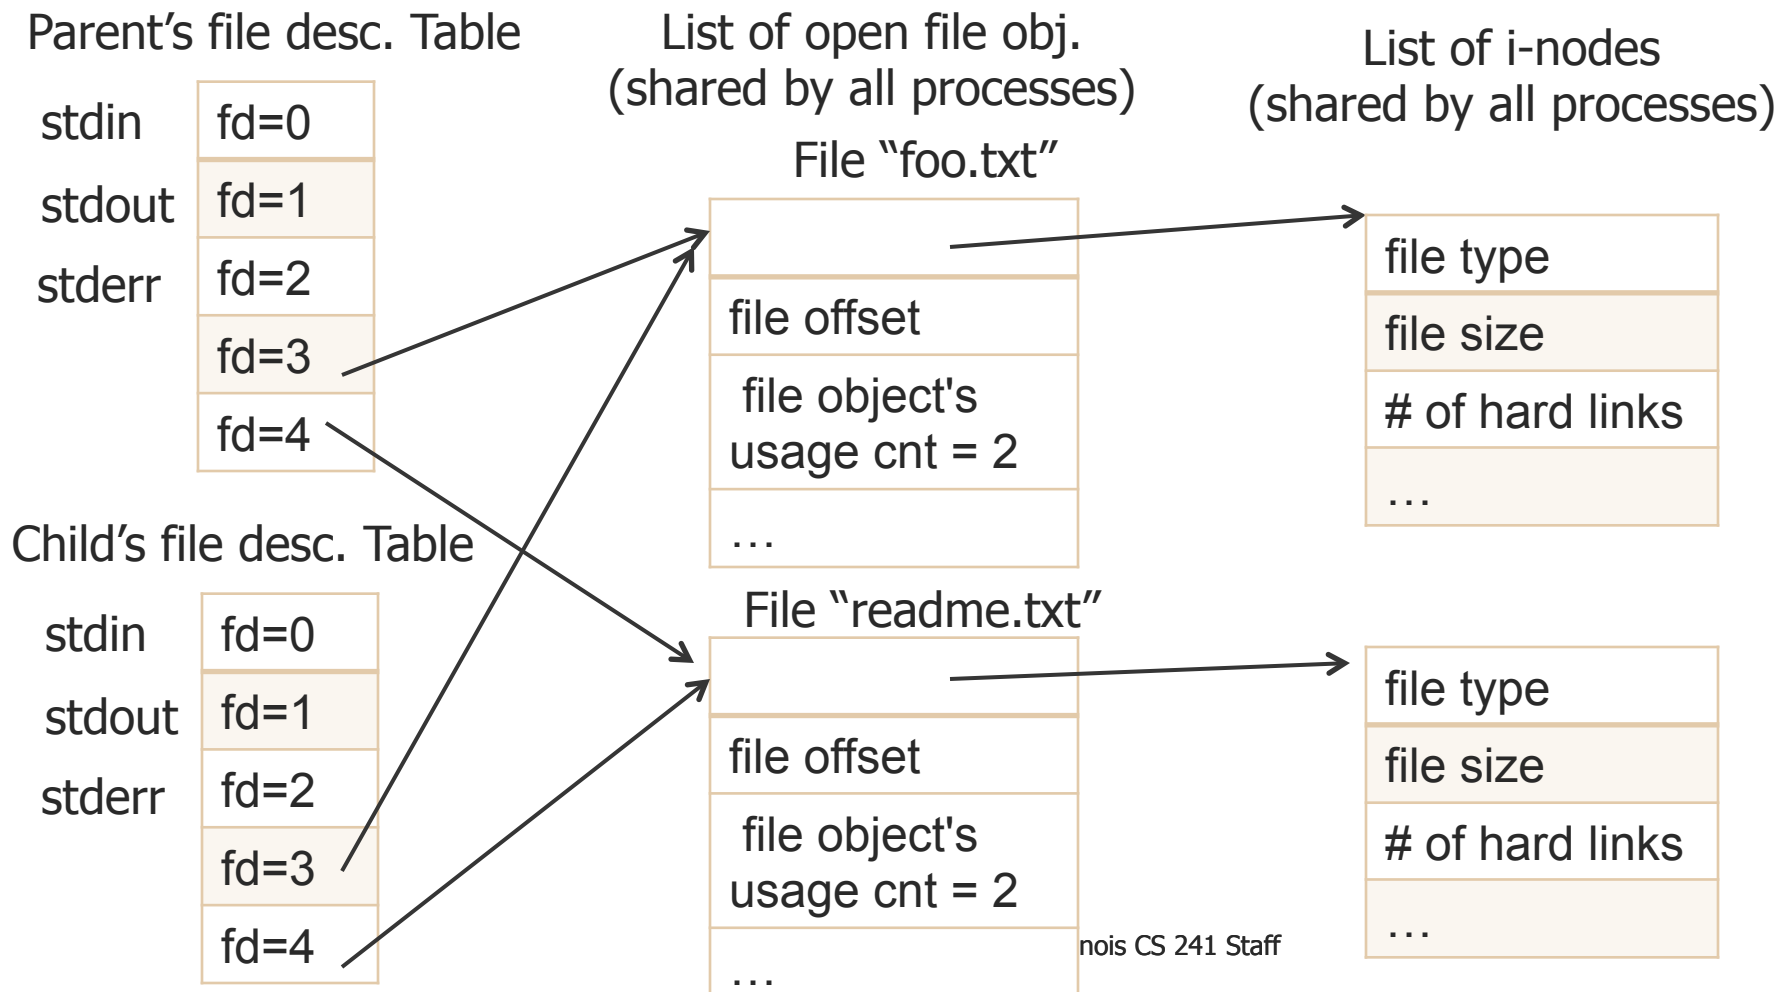 Parent’s file desc. Table
stdin
fd=0
stdout
fd=1
stderr
fd=2
fd=3
fd=4
Child’s file desc. Table
stdin
fd=0
stdout
fd=1
stderr
fd=2
fd=3
fd=4
List of open file obj.
(shared by all processes)
File “foo.txt”
file offset
file object's
usage cnt = 2
…
File “readme.txt”
file offset
file object's
usage cnt = 2
…
List of i-nodes
(shared by all processes)
file type
file size
# of hard links
…
file type
file size
# of hard links
…
nois CS 241 Staff